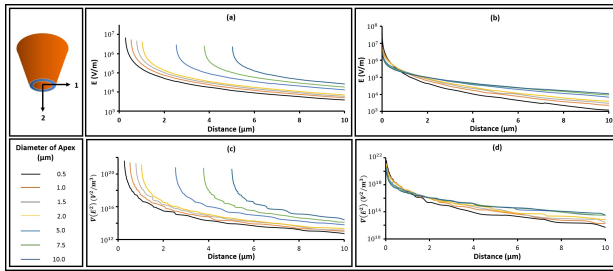 (a)
(b)
1
2
E (V/m)
10⁷
10⁶
10⁵
10⁴
10³
0 2 4 6 8 10
Distance (μm)
E (V/m)
10⁸
10⁷
10⁶
10⁵
10⁴
10³
0 2 4 6 8 10
Distance (μm)
Diameter of Apex
(μm)
0.5
1.0
1.5
2.0
5.0
7.5
10.0
(c)
(d)
∇(E²) (V²/m³)
10²⁰
10¹⁶
10¹²
0 2 4 6 8 10
Distance (μm)
∇(E²) (V²/m³)
10²²
10¹⁸
10¹⁴
10¹⁰
0 2 4 6 8 10
Distance (μm)